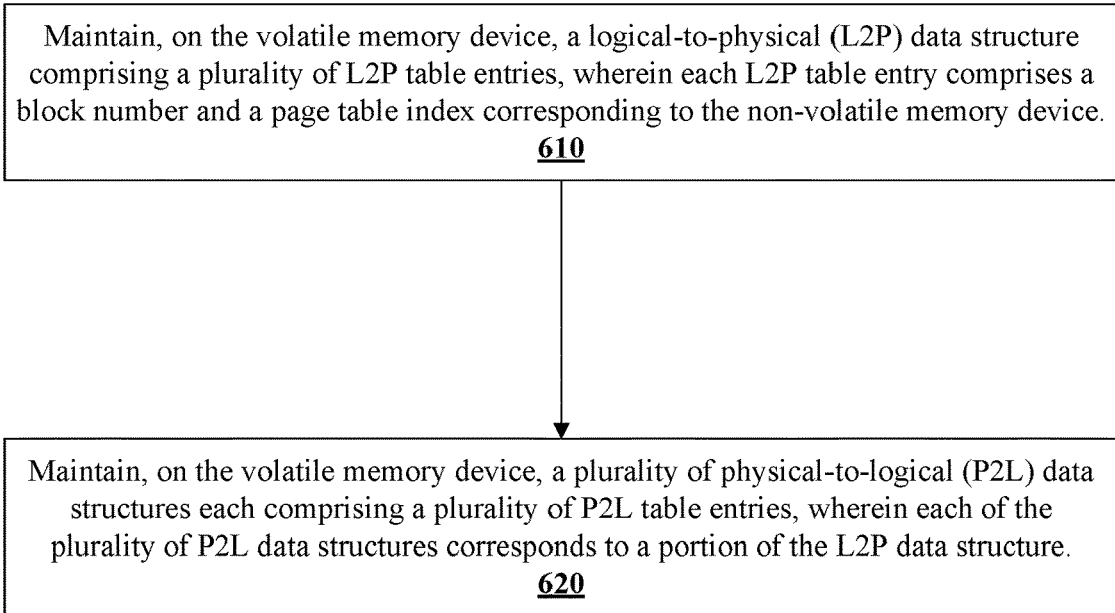 Maintain, on the volatile memory device, a logical-to-physical (L2P) data structure
comprising a plurality of L2P table entries, wherein each L2P table entry comprises a
block number and a page table index corresponding to the non-volatile memory device.
610
Maintain, on the volatile memory device, a plurality of physical-to-logical (P2L) data
structures each comprising a plurality of P2L table entries, wherein each of the
plurality of P2L data structures corresponds to a portion of the L2P data structure.
620